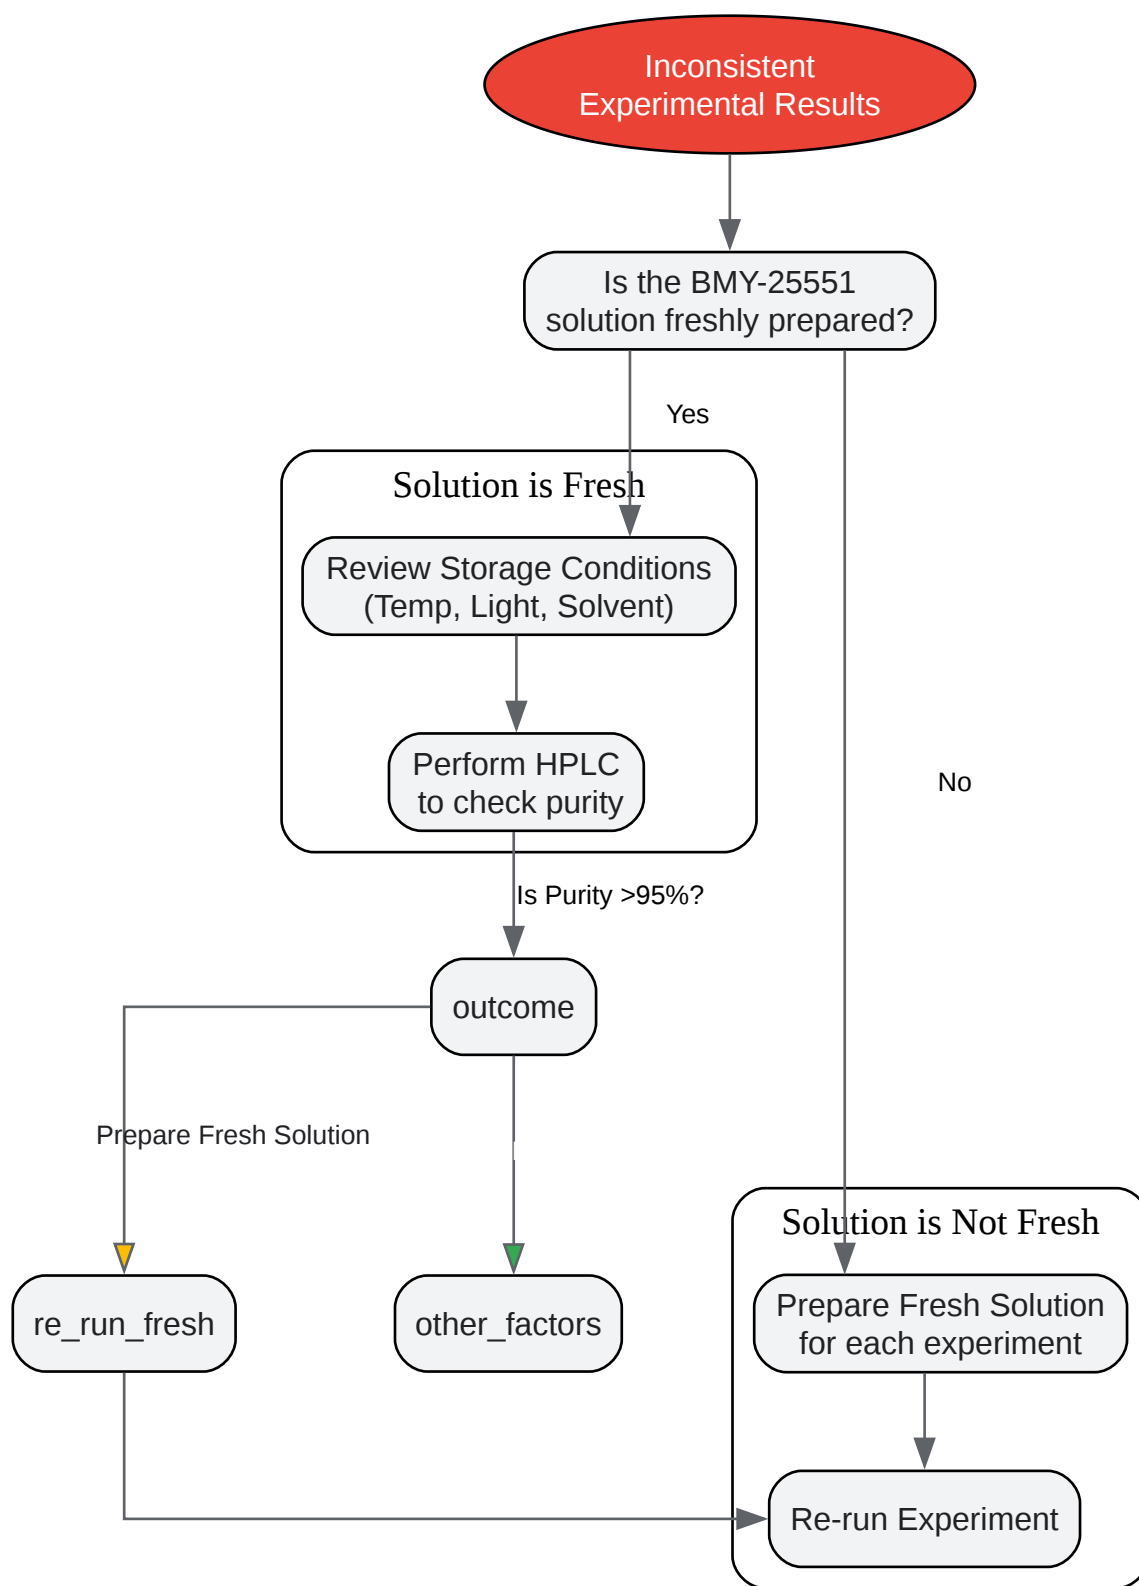 Inconsistent
Experimental Results
Is the BMY-25551
solution freshly prepared?
Yes
Solution is Fresh
Review Storage Conditions
(Temp, Light, Solvent)
Perform HPLC
to check purity
No
Is Purity >95%?
outcome
Prepare Fresh Solution
Solution is Not Fresh
re_run_fresh
other_factors
Prepare Fresh Solution
for each experiment
Re-run Experiment